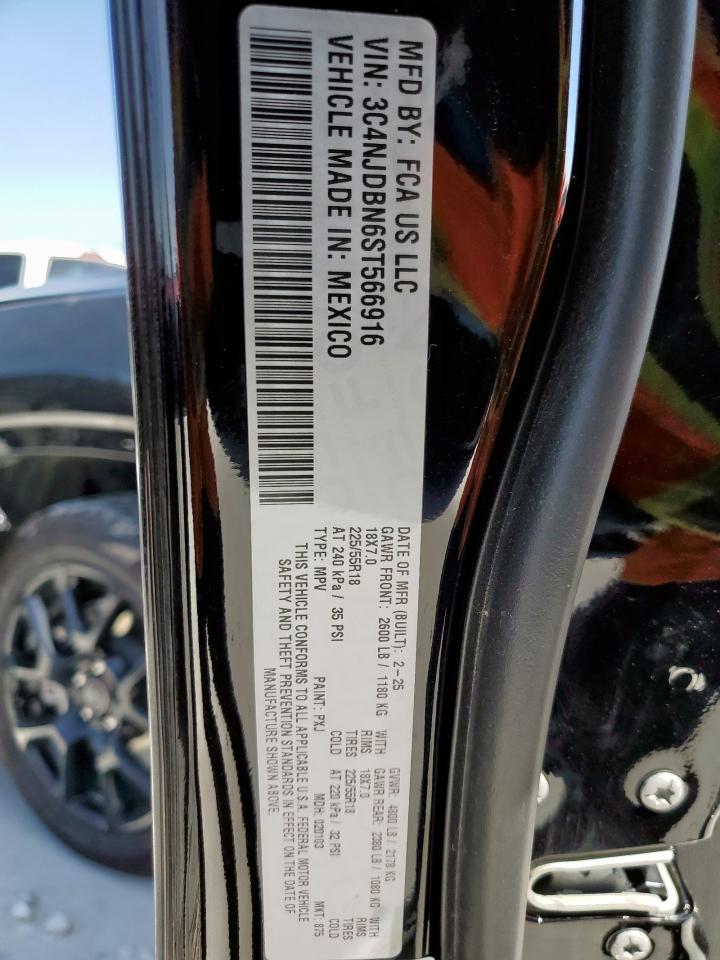 MFD BY: FCA US LLC
VIN: 3C4NJDBN6ST566916
VEHICLE MADE IN: MEXICO
DATE OF MFR (BUILT): 2-25 GVWR: 4800 LB / 2178 KG
GAWR FRONT: 2600 LB / 1180 KG WITH GAWR REAR: 2380 LB / 1080 KG WITH
18X7.0 RIMS 18X7.0 RIMS
225/55R18 TIRES 225/55R18 TIRES
AT 240 kPa / 35 PSI COLD AT 220 kPa / 32 PSI COLD
TYPE: MPV PAINT: PXJ MDH: 020103 MKT: 875
THIS VEHICLE CONFORMS TO ALL APPLICABLE U.S.A. FEDERAL MOTOR VEHICLE
SAFETY AND THEFT PREVENTION STANDARDS IN EFFECT ON THE DATE OF
MANUFACTURE SHOWN ABOVE.